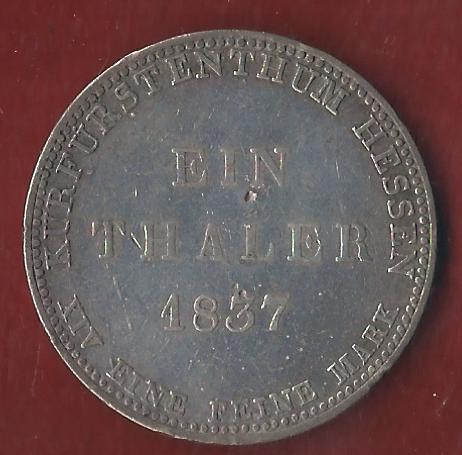 KURFÜRSTENTHUM HESSEN
EIN
THALER
1837
XIV EINE FEINE MARK